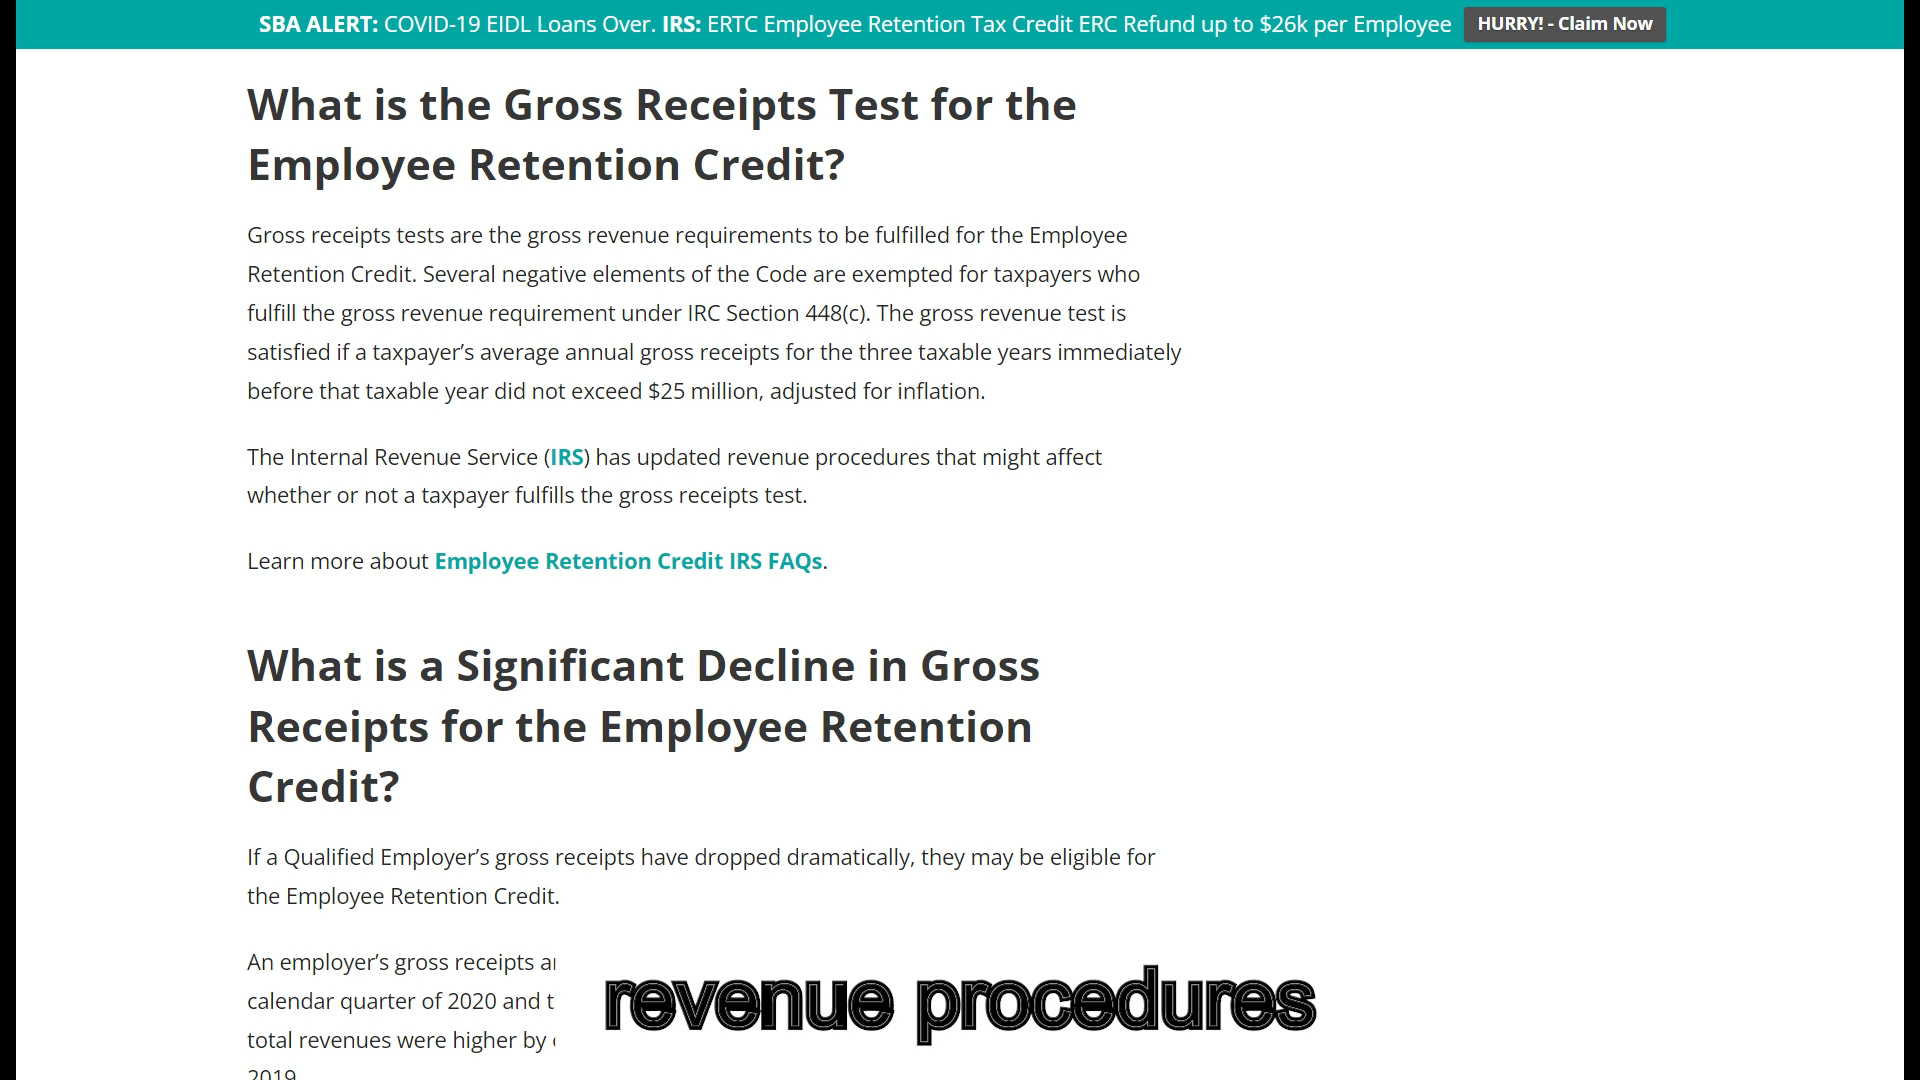 SBA ALERT: COVID-19 EIDL Loans Over. IRS: ERTC Employee Retention Tax Credit ERC Refund up to $26k per Employee HURRY! - Claim Now
What is the Gross Receipts Test for the
Employee Retention Credit?
Gross receipts tests are the gross revenue requirements to be fulfilled for the Employee
Retention Credit. Several negative elements of the Code are exempted for taxpayers who
fulfill the gross revenue requirement under IRC Section 448(c). The gross revenue test is
satisfied if a taxpayer’s average annual gross receipts for the three taxable years immediately
before that taxable year did not exceed $25 million, adjusted for inflation.
The Internal Revenue Service (IRS) has updated revenue procedures that might affect
whether or not a taxpayer fulfills the gross receipts test.
Learn more about Employee Retention Credit IRS FAQs.
What is a Significant Decline in Gross
Receipts for the Employee Retention
Credit?
If a Qualified Employer’s gross receipts have dropped dramatically, they may be eligible for
the Employee Retention Credit.
An employer’s gross receipts
calendar quarter of 2020 and
total revenues were higher by
2019
revenue procedures